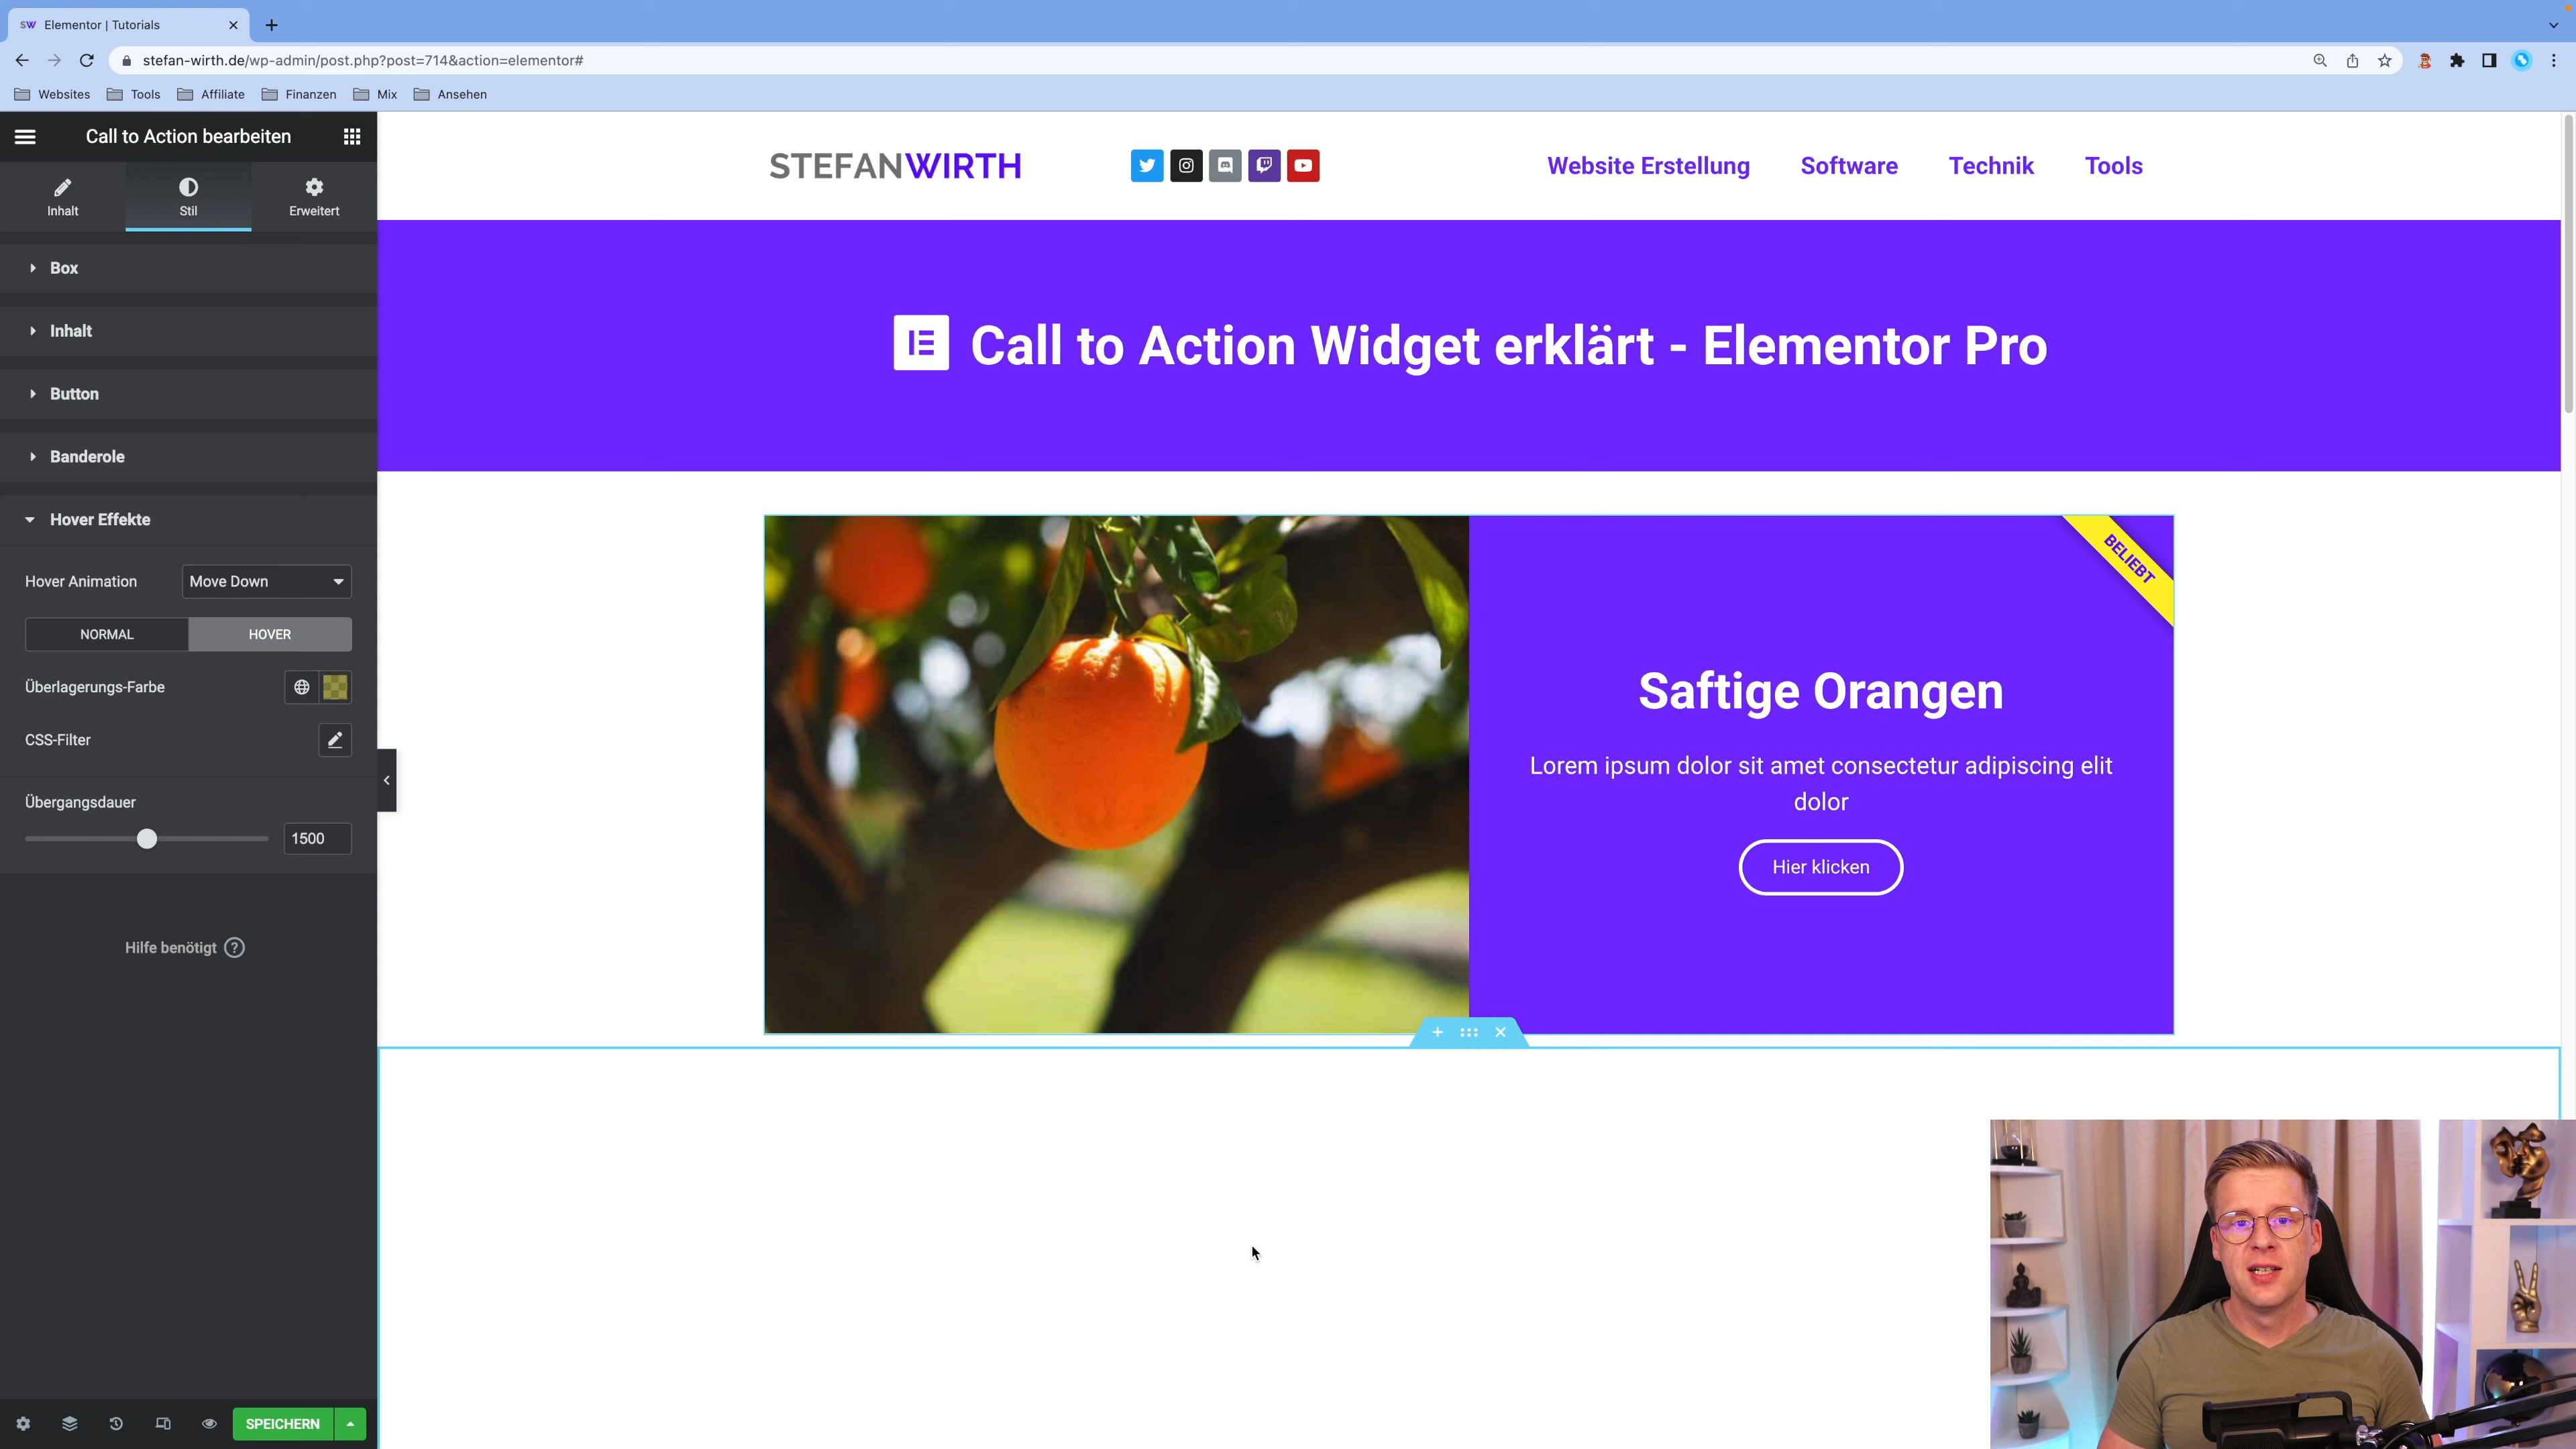 SW Elementor | Tutorials
stefan-wirth.de/wp-admin/post.php?post=714&action=elementor#
Websites Tools Affiliate Finanzen Mix Ansehen
Call to Action bearbeiten
Inhalt Stil Erweitert
Box
Inhalt
Button
Banderole
Hover Effekte
Hover Animation Move Down
NORMAL HOVER
Überlagerungs-Farbe
CSS-Filter
Übergangsdauer
1500
Hilfe benötigt ?
SPEICHERN
STEFANWIRTH Website Erstellung Software Technik Tools
Call to Action Widget erklärt - Elementor Pro
BELIEBT
Saftige Orangen
Lorem ipsum dolor sit amet consectetur adipiscing elit
dolor
Hier klicken